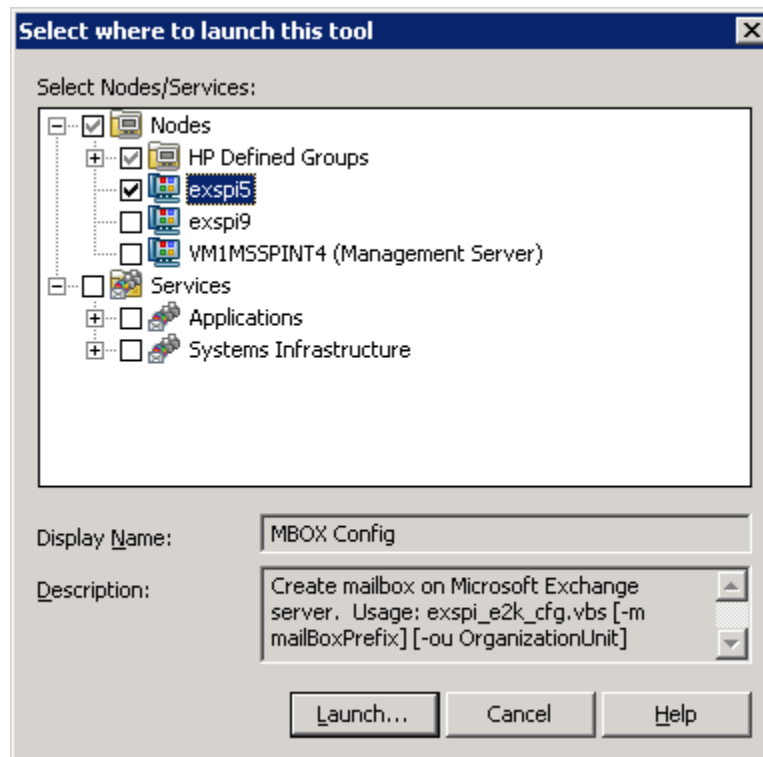 Select where to launch this tool
Select Nodes/Services:
Nodes
HP Defined Groups
exspi5
exspi9
VM1MSSPINT4 (Management Server)
Services
Applications
Systems Infrastructure
Display Name:
MBOX Config
Description:
Create mailbox on Microsoft Exchange
server. Usage: exspi_e2k_cfg.vbs [-m
mailBoxPrefix] [-ou OrganizationUnit]
Launch...
Cancel
Help